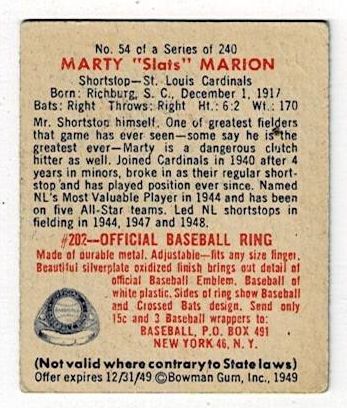 No. 54 of a Series of 240
MARTY "Slats" MARION
Shortstop—St. Louis Cardinals
Born: Richburg, S. C., December 1, 1917
Bats: Right Throws: Right Ht.: 6:2 Wt.: 170
Mr. Shortstop himself. One of greatest fielders
that game has ever seen—some say he is the
greatest ever—Marty is a dangerous clutch
hitter as well. Joined Cardinals in 1940 after 4
years in minors, broke in as their regular short-
stop and has played position ever since. Named
NL's Most Valuable Player in 1944 and has been
on five All-Star teams. Led NL shortstops in
fielding in 1944, 1947 and 1948.
#202—OFFICIAL BASEBALL RING
Made of durable metal. Adjustable—fits any size finger.
Beautiful silverplate oxidized finish brings out detail of
official Baseball Emblem. Baseball
of white plastic. Sides of ring show Baseball
and Crossed Bats design. Send only
15c and 3 Baseball wrappers to:
BASEBALL, P.O. BOX 491
NEW YORK 46, N. Y.
(Not valid where contrary to State laws)
Offer expires 12/31/49 ©Bowman Gum, Inc., 1949